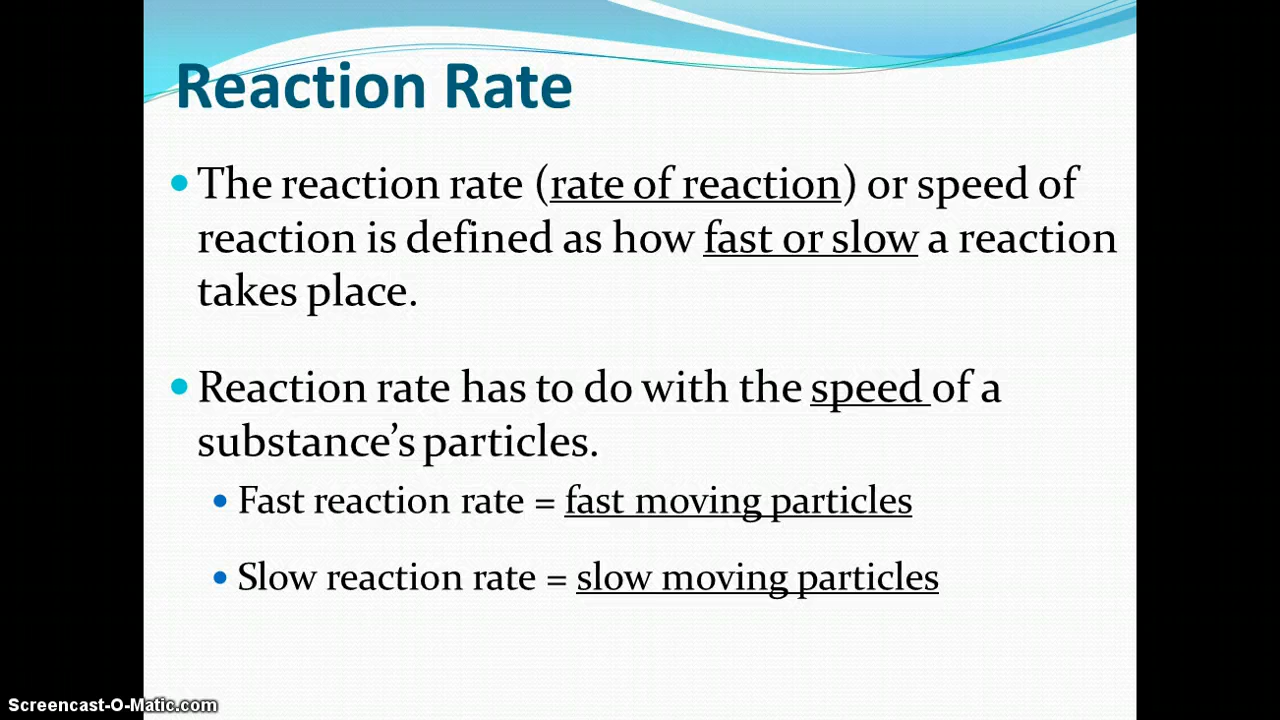 Reaction Rate
• The reaction rate (rate of reaction) or speed of
reaction is defined as how fast or slow a reaction
takes place.
• Reaction rate has to do with the speed of a
substance’s particles.
• Fast reaction rate = fast moving particles
• Slow reaction rate = slow moving particles
Screencast-O-Matic.com